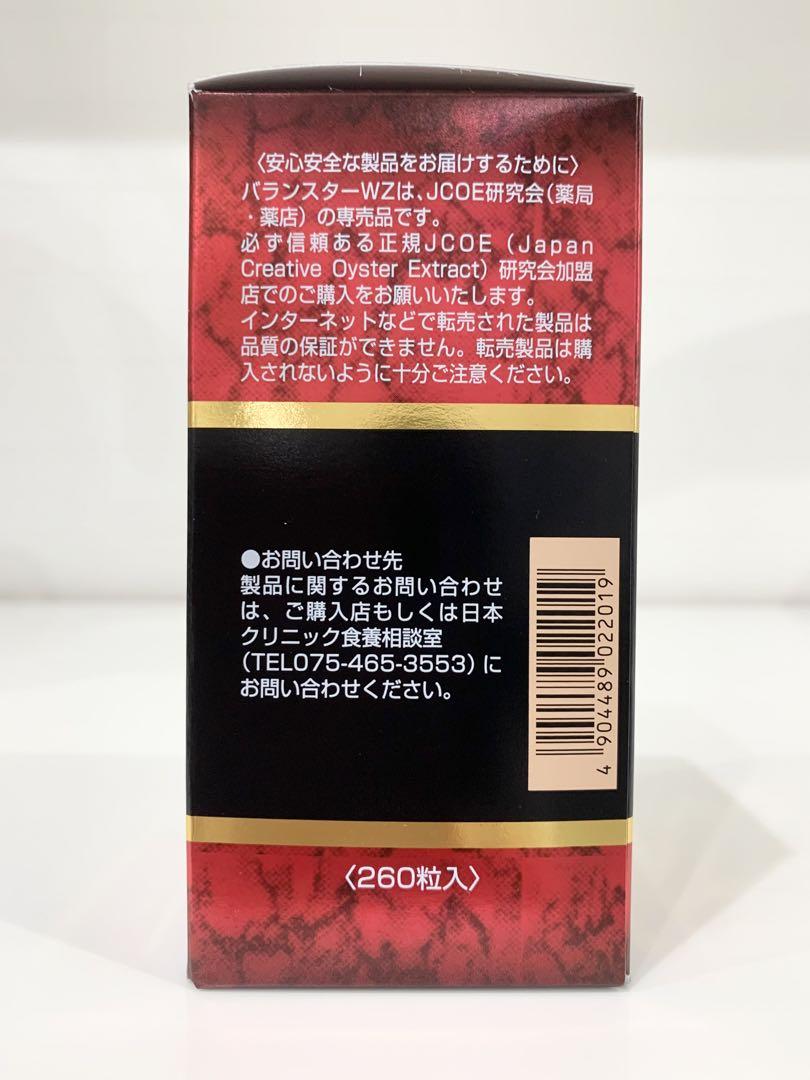 〈安心安全な製品をお届けするために〉
バランスターWZは、JCOE研究会(薬局
・薬店)の専売品です。
必ず信頼ある正規JCOE(Japan
Creative Oyster Extract)研究会加盟
店でのご購入をお願いいたします。
インターネットなどで転売された製品は
品質の保証ができません。転売製品は購
入されないように十分ご注意ください。
●お問い合わせ先
製品に関するお問い合わせ
は、ご購入店もしくは日本
クリニック食養相談室
(TEL075-465-3553)に
お問い合わせください。
4 904489 022019
〈260粒入〉